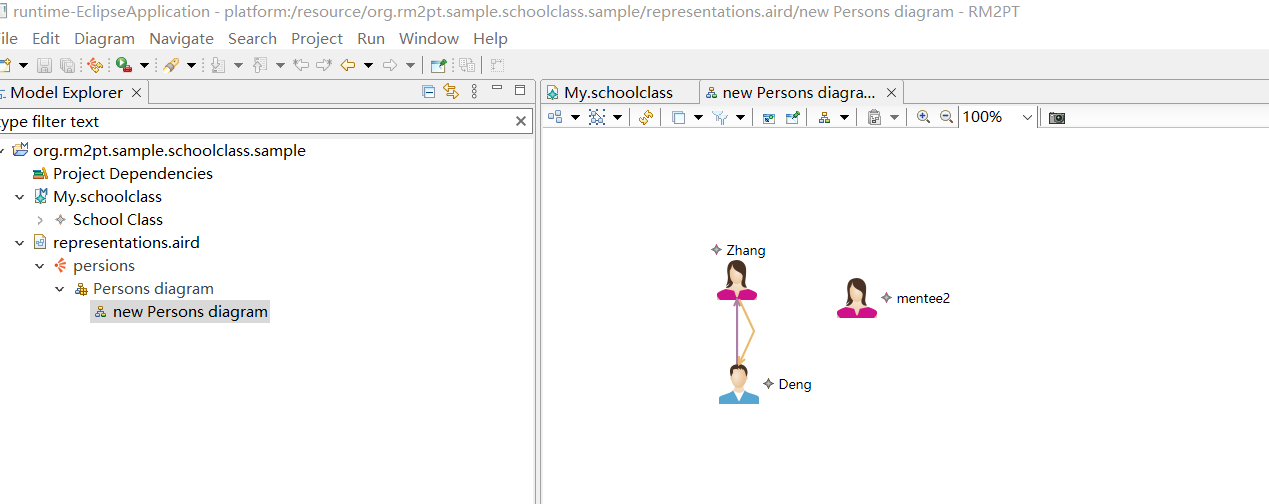 runtime-EclipseApplication - platform:/resource/org.rm2pt.sample.schoolclass.sample/representations.aird/new Persons diagram - RM2PT
ile Edit Diagram Navigate Search Project Run Window Help
Model Explorer
My.schoolclass
new Persons diagra...
ype filter text
100%
org.rm2pt.sample.schoolclass.sample
Project Dependencies
My.schoolclass
School Class
representations.aird
persions
Persons diagram
new Persons diagram
Zhang
mentee2
Deng